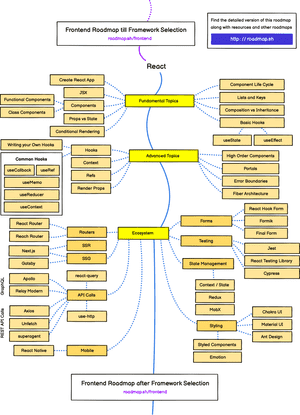 Find the detailed version of this roadmap
along with resources and other roadmaps
http://roadmap.sh
Frontend Roadmap till Framework Selection
roadmap.sh/frontend
React
Create React App
JSX
Functional Components
Components
Class Components
Props vs State
Conditional Rendering
Fundamental Topics
Component Life Cycle
Lists and Keys
Composition vs Inheritance
Basic Hooks
useState
useEffect
Writing your Own Hooks
Common Hooks
useCallback
useRef
useMemo
useReducer
useContext
Hooks
Context
Refs
Render Props
Advanced Topics
High Order Components
Portals
Error Boundaries
Fiber Architecture
Ecosystem
React Router
Routers
React Router
Next.js
SSR
Gatsby
SSG
GraphQL
Apollo
Relay Modern
REST API Calls
Axios
Unfetch
superagent
react-query
API Calls
use-http
React Native
Mobile
Forms
React Hook Form
Formik
Final Form
Testing
Jest
React Testing Library
Cypress
State Management
Context / State
Redux
MobX
Styling
Chakra UI
Material UI
Ant Design
Styled Components
Emotion
Frontend Roadmap after Framework Selection
roadmap.sh/frontend